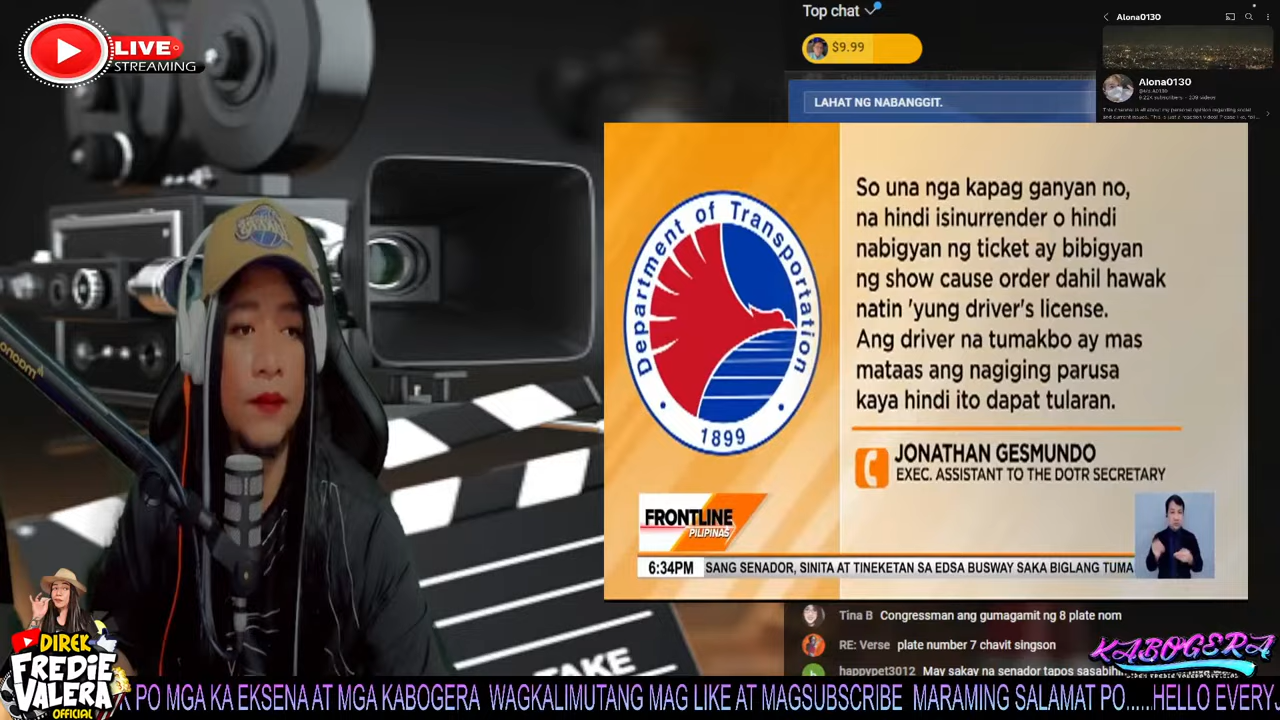 Top chat
$9.99
LIVE
STREAMING
Alona0130
Alona0130
LAHAT NG NABANGGIT.
Department of Transportation
1899
So una nga kapag ganyan no,
na hindi isinurrender o hindi
nabigyan ng ticket ay bibigyan
ng show cause order dahil hawak
natin 'yung driver's license.
Ang driver na tumakbo ay mas
mataas ang nagiging parusa
kaya hindi ito dapat tularan.
JONATHAN GESMUNDO
EXEC. ASSISTANT TO THE DOTR SECRETARY
FRONTLINE
PILIPINAS
6:34PM
SANG SENADOR, SINITA AT TINEKETAN SA EDSA BUSWAY SAKA BIGLANG TUMA
Tina B Congressman ang gumagamit ng 8 plate nom
RE: Verse plate number 7 chavit singson
happypet3012 May sakay na senador tapos sasabih
maono
TAKE
KABOGERA
DIREK
FREDiE
VALERA
OFFICIAL
K PO MGA KA EKSENA AT MGA KABOGERA WAGKALIMUTANG MAG LIKE AT MAGSUBSCRIBE MARAMING SALAMAT PO.....HELLO EVERY